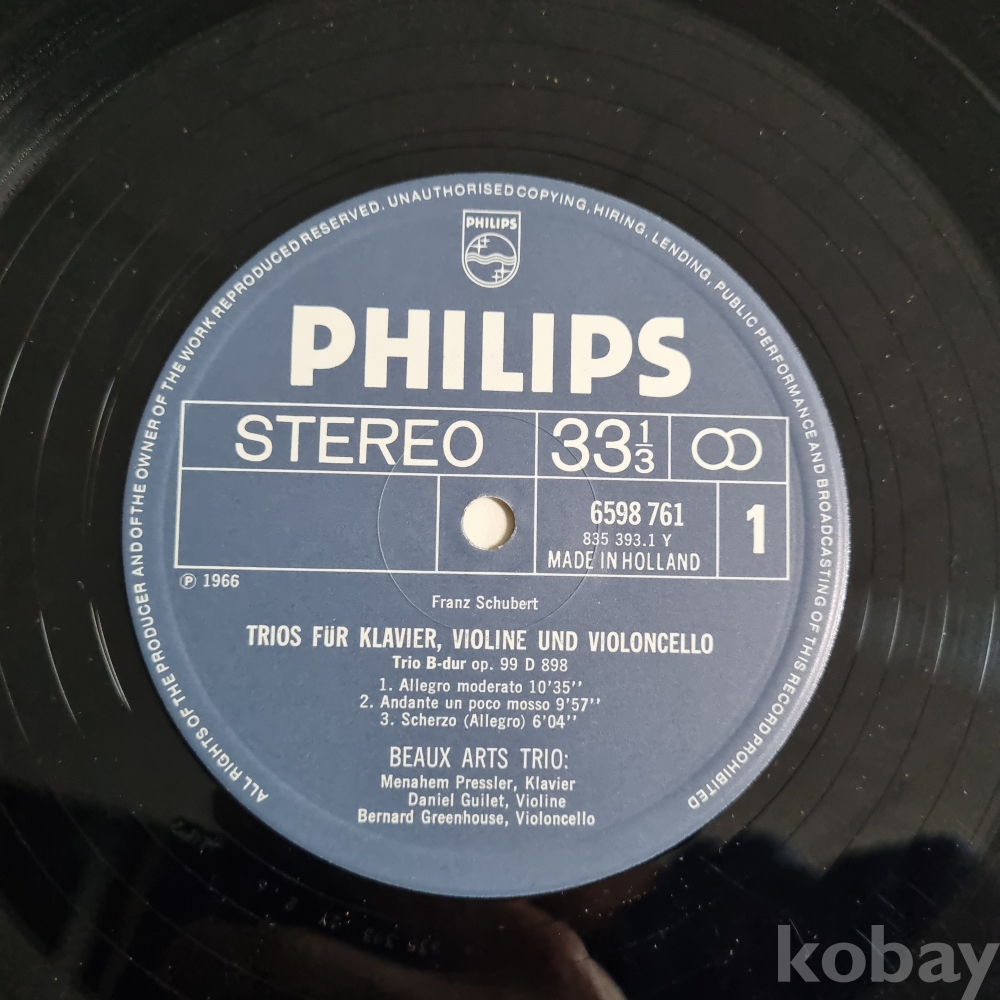 ALL RIGHTS OF THE PRODUCER AND OF THE OWNER OF THE WORK REPRODUCED RESERVED. UNAUTHORISED COPYING, HIRING, LENDING, PUBLIC PERFORMANCE AND BROADCASTING OF THIS RECORD PROHIBITED
PHILIPS
PHILIPS
STEREO 33 1/3
6598 761 1
835 393.1 Y
MADE IN HOLLAND
℗ 1966
Franz Schubert
TRIOS FÜR KLAVIER, VIOLINE UND VIOLONCELLO
Trio B-dur op. 99 D 898
1. Allegro moderato 10'35''
2. Andante un poco mosso 9'57''
3. Scherzo (Allegro) 6'04''
BEAUX ARTS TRIO:
Menahem Pressler, Klavier
Daniel Guilet, Violine
Bernard Greenhouse, Violoncello
kobay